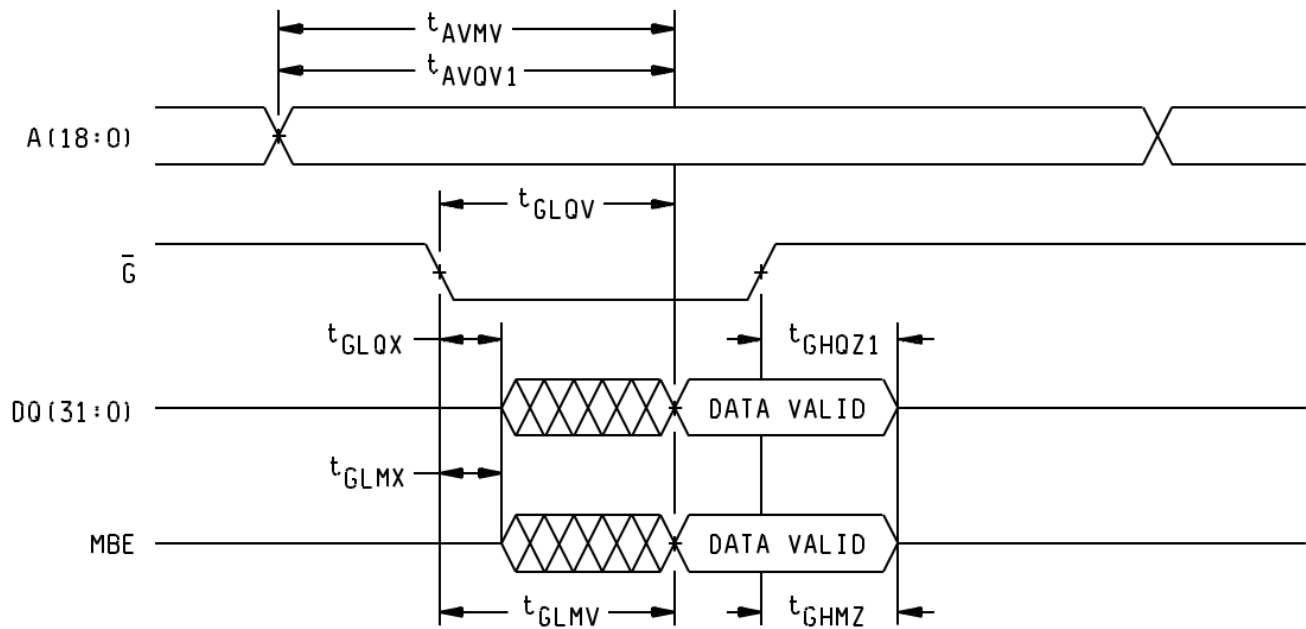 tAVMV
tAVQV1
A(18:0)
tGLQV
G̅
tGLQX
tGHQZ1
DQ(31:0)
DATA VALID
tGLMX
MBE
DATA VALID
tGLMV
tGHMZ